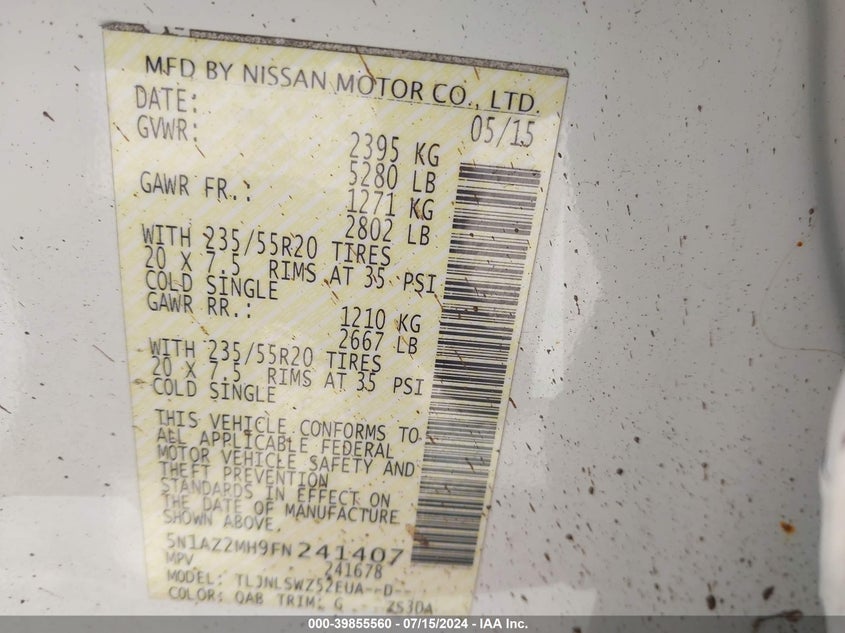 MFD BY NISSAN MOTOR CO., LTD.
DATE: 05/15
GVWR: 2395 KG
5280 LB
GAWR FR.: 1271 KG
2802 LB
WITH 235/55R20 TIRES
20 X 7.5 RIMS AT 35 PSI
COLD SINGLE
GAWR RR.: 1210 KG
2667 LB
WITH 235/55R20 TIRES
20 X 7.5 RIMS AT 35 PSI
COLD SINGLE
THIS VEHICLE CONFORMS TO
ALL APPLICABLE FEDERAL
MOTOR VEHICLE SAFETY AND
THEFT PREVENTION
STANDARDS IN EFFECT ON
THE DATE OF MANUFACTURE
SHOWN ABOVE.
5N1AZ2MH9FN241407
MPV 241678
MODEL: TLJNLSWZ52EUA--D--
COLOR: QAB TRIM: G ZS3DA
000-39855560 - 07/15/2024 - IAA Inc.